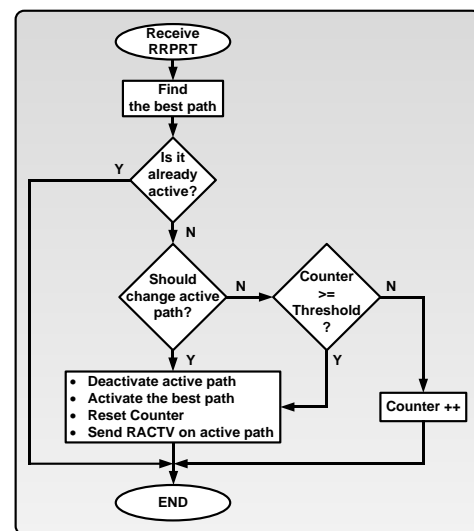 Receive
RRPRT
Find
the best path
Is it
already
active?
Y
N
Should
change active
path?
N
Counter
>=
Threshold
?
N
Y
Y
• Deactivate active path
• Activate the best path
• Reset Counter
• Send RACTV on active path
Counter ++
END